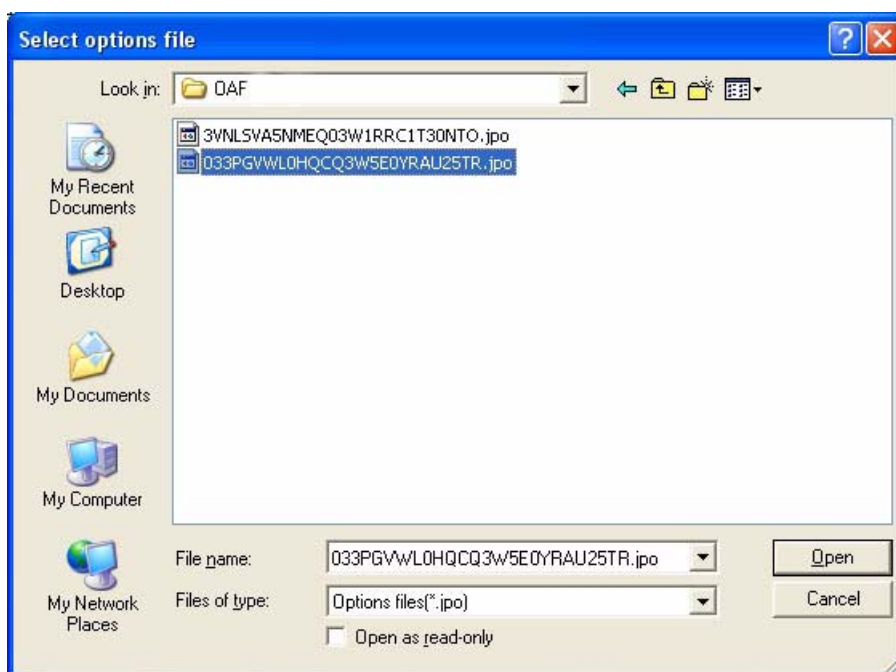 Select options file
Look in:
OAF
My Recent
Documents
Desktop
My Documents
My Computer
My Network
Places
3VNLSVA5NMEQ03W1RRC1T30NTO.jpo
033PGVWL0HQCQ3W5E0YRAU25TR.jpo
File name:
033PGVWL0HQCQ3W5E0YRAU25TR.jpo
Open
Files of type:
Options files(*.jpo)
Cancel
Open as read-only